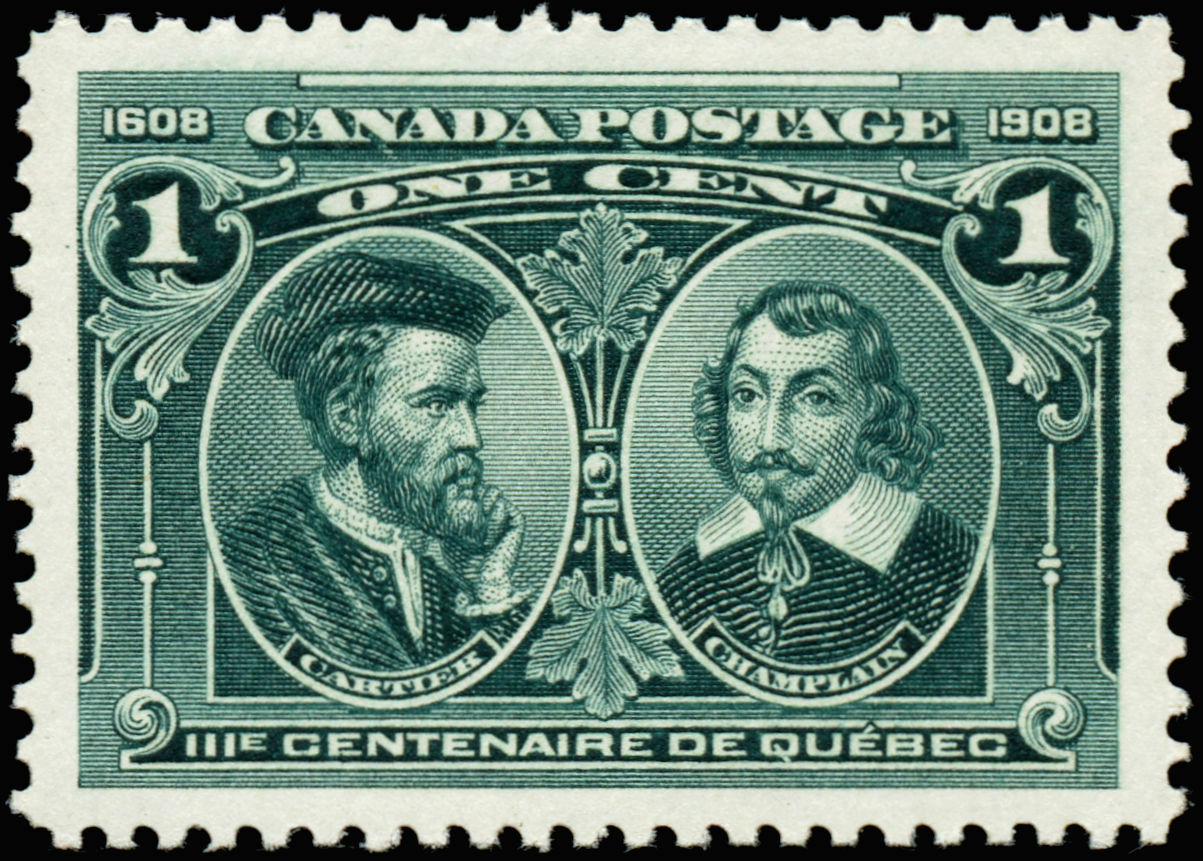 1608 CANADA POSTAGE 1908
1 ONE CENT 1
CARTIER
CHAMPLAIN
IIIE CENTENAIRE DE QUÉBEC